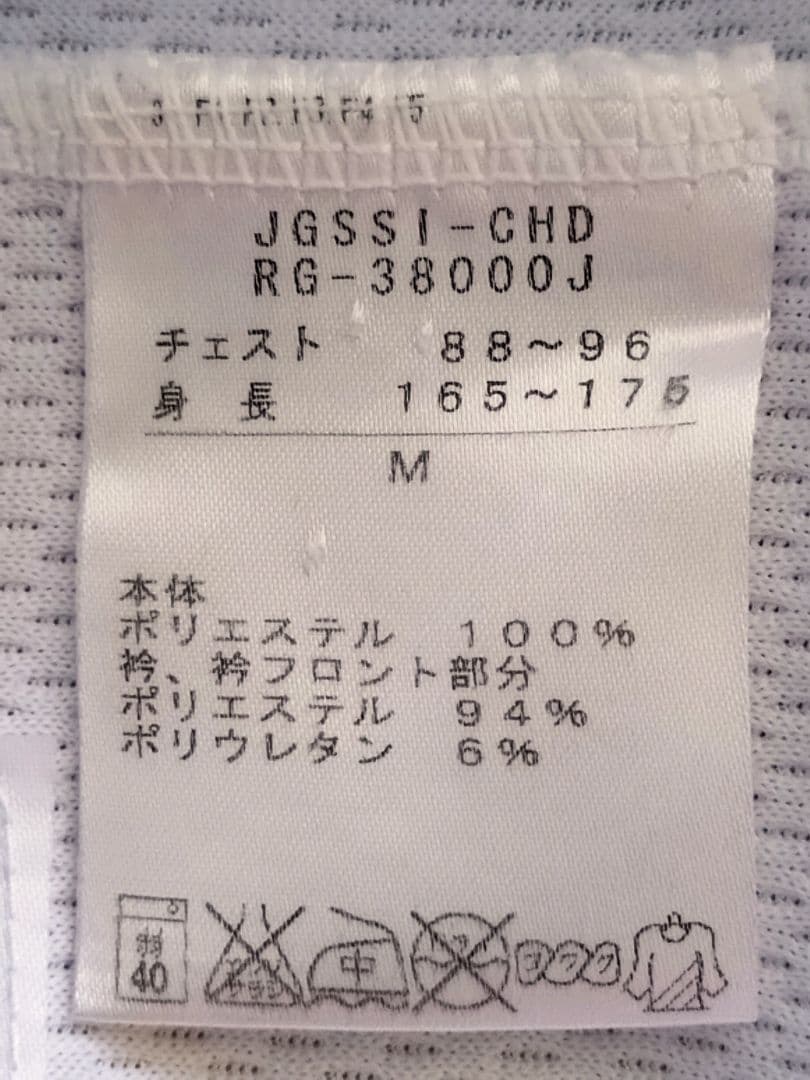 JGSSI-CHD
RG-38000J
チェスト 88～96
身長 165～175
M
本体
ポリエステル 100%
衿、衿フロント部分
ポリエステル 94%
ポリウレタン 6%
弱
40
中